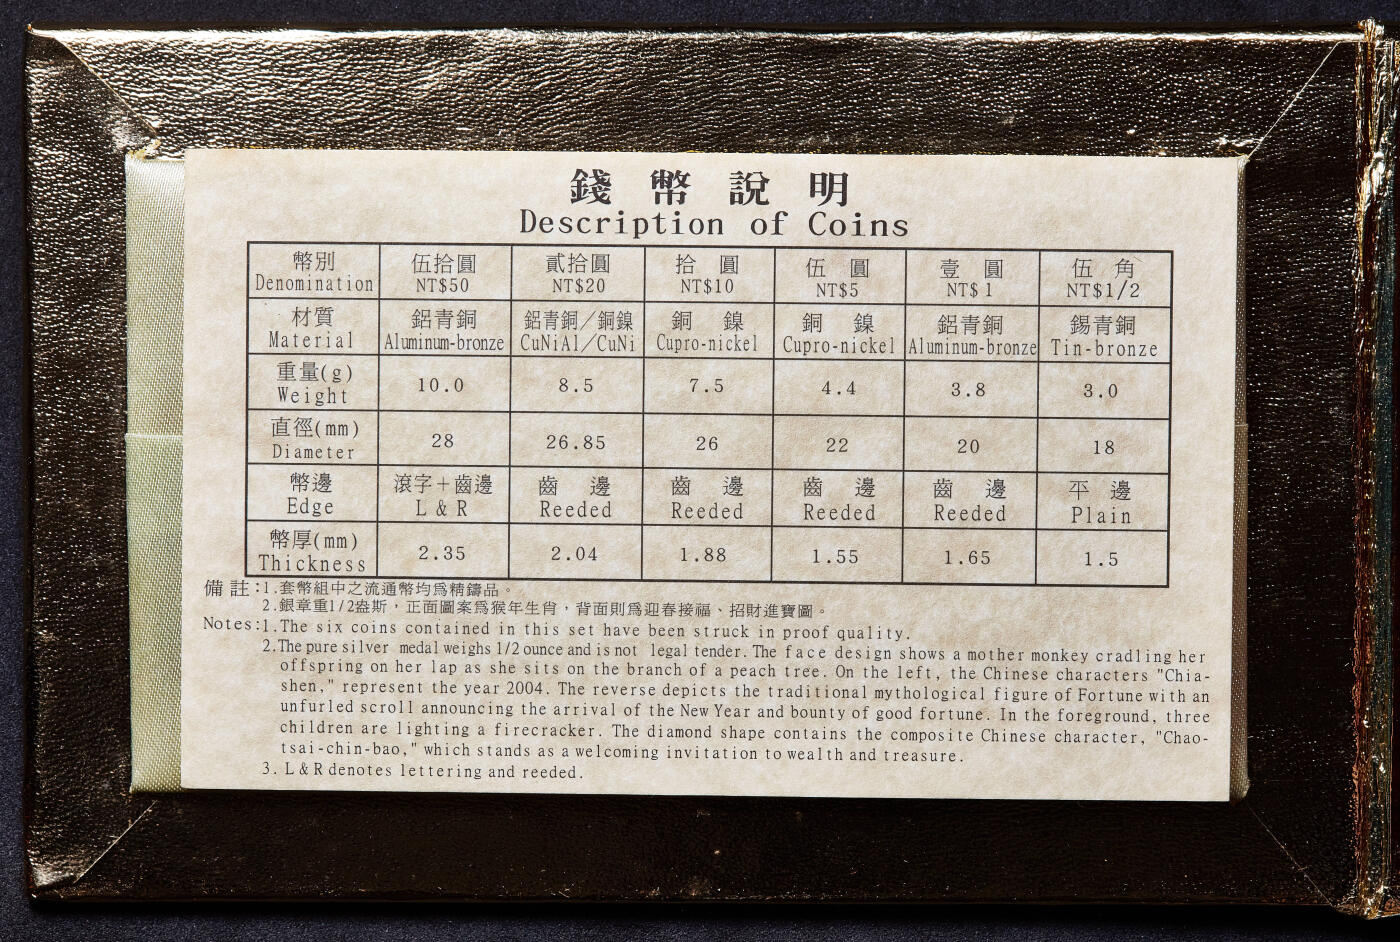 錢幣說明
Description of Coins
幣別 伍拾圓 貳拾圓 拾圓 伍圓 壹圓 伍角
Denomination NT$50 NT$20 NT$10 NT$5 NT$1 NT$1/2
材質 鋁青銅 鋁青銅／銅鎳 銅鎳 銅鎳 鋁青銅 錫青銅
Material Aluminum-bronze CuNiAl／CuNi Cupro-nickel Cupro-nickel Aluminum-bronze Tin-bronze
重量(g)
Weight 10.0 8.5 7.5 4.4 3.8 3.0
直徑(mm)
Diameter 28 26.85 26 22 20 18
幣邊 滾字＋齒邊 齒邊 齒邊 齒邊 齒邊 平邊
Edge L & R Reeded Reeded Reeded Reeded Plain
幣厚(mm)
Thickness 2.35 2.04 1.88 1.55 1.65 1.5
備註:1.套幣組中之流通幣均為精鑄品。
2.銀章重1/2盎斯，正面圖案為猴年生肖，背面則為迎春接福、招財進寶圖。
Notes:1.The six coins contained in this set have been struck in proof quality.
2.The pure silver medal weighs 1/2 ounce and is not legal tender. The face design shows a mother monkey cradling her
offspring on her lap as she sits on the branch of a peach tree. On the left, the Chinese characters "Chia-
shen," represent the year 2004. The reverse depicts the traditional mythological figure of Fortune with an
unfurled scroll announcing the arrival of the New Year and bounty of good fortune. In the foreground, three
children are lighting a firecracker. The diamond shape contains the composite Chinese character, "Chao-
tsai-chin-bao," which stands as a welcoming invitation to wealth and treasure.
3. L & R denotes lettering and reeded.